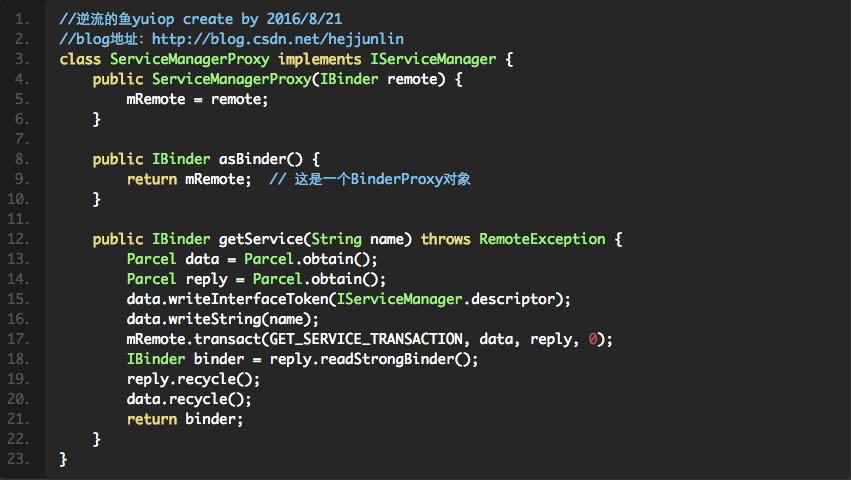 1. //逆流的鱼yuiop create by 2016/8/21
2. //blog地址：http://blog.csdn.net/hejjunlin
3. class ServiceManagerProxy implements IServiceManager {
4.     public ServiceManagerProxy(IBinder remote) {
5.         mRemote = remote;
6.     }
7.
8.     public IBinder asBinder() {
9.         return mRemote;  // 这是一个BinderProxy对象
10.     }
11.
12.     public IBinder getService(String name) throws RemoteException {
13.         Parcel data = Parcel.obtain();
14.         Parcel reply = Parcel.obtain();
15.         data.writeInterfaceToken(IServiceManager.descriptor);
16.         data.writeString(name);
17.         mRemote.transact(GET_SERVICE_TRANSACTION, data, reply, 0);
18.         IBinder binder = reply.readStrongBinder();
19.         reply.recycle();
20.         data.recycle();
21.         return binder;
22.     }
23. }